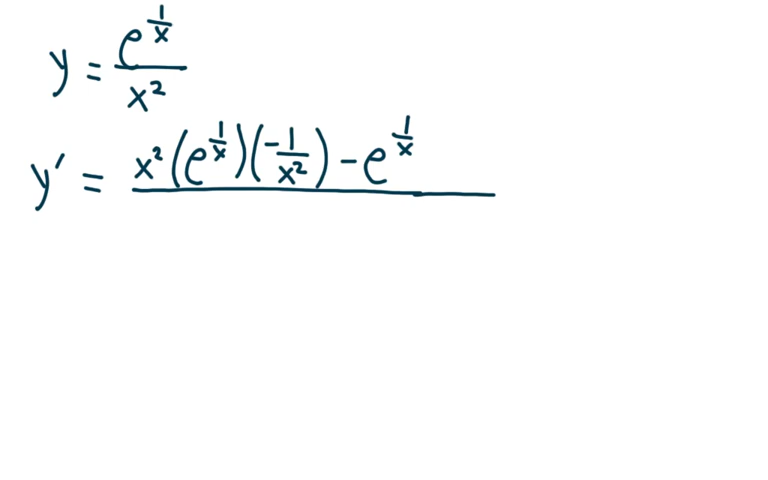 y = e^{1/x} / x²
y' = x² (e^{1/x}) (-1/x²) - e^{1/x}